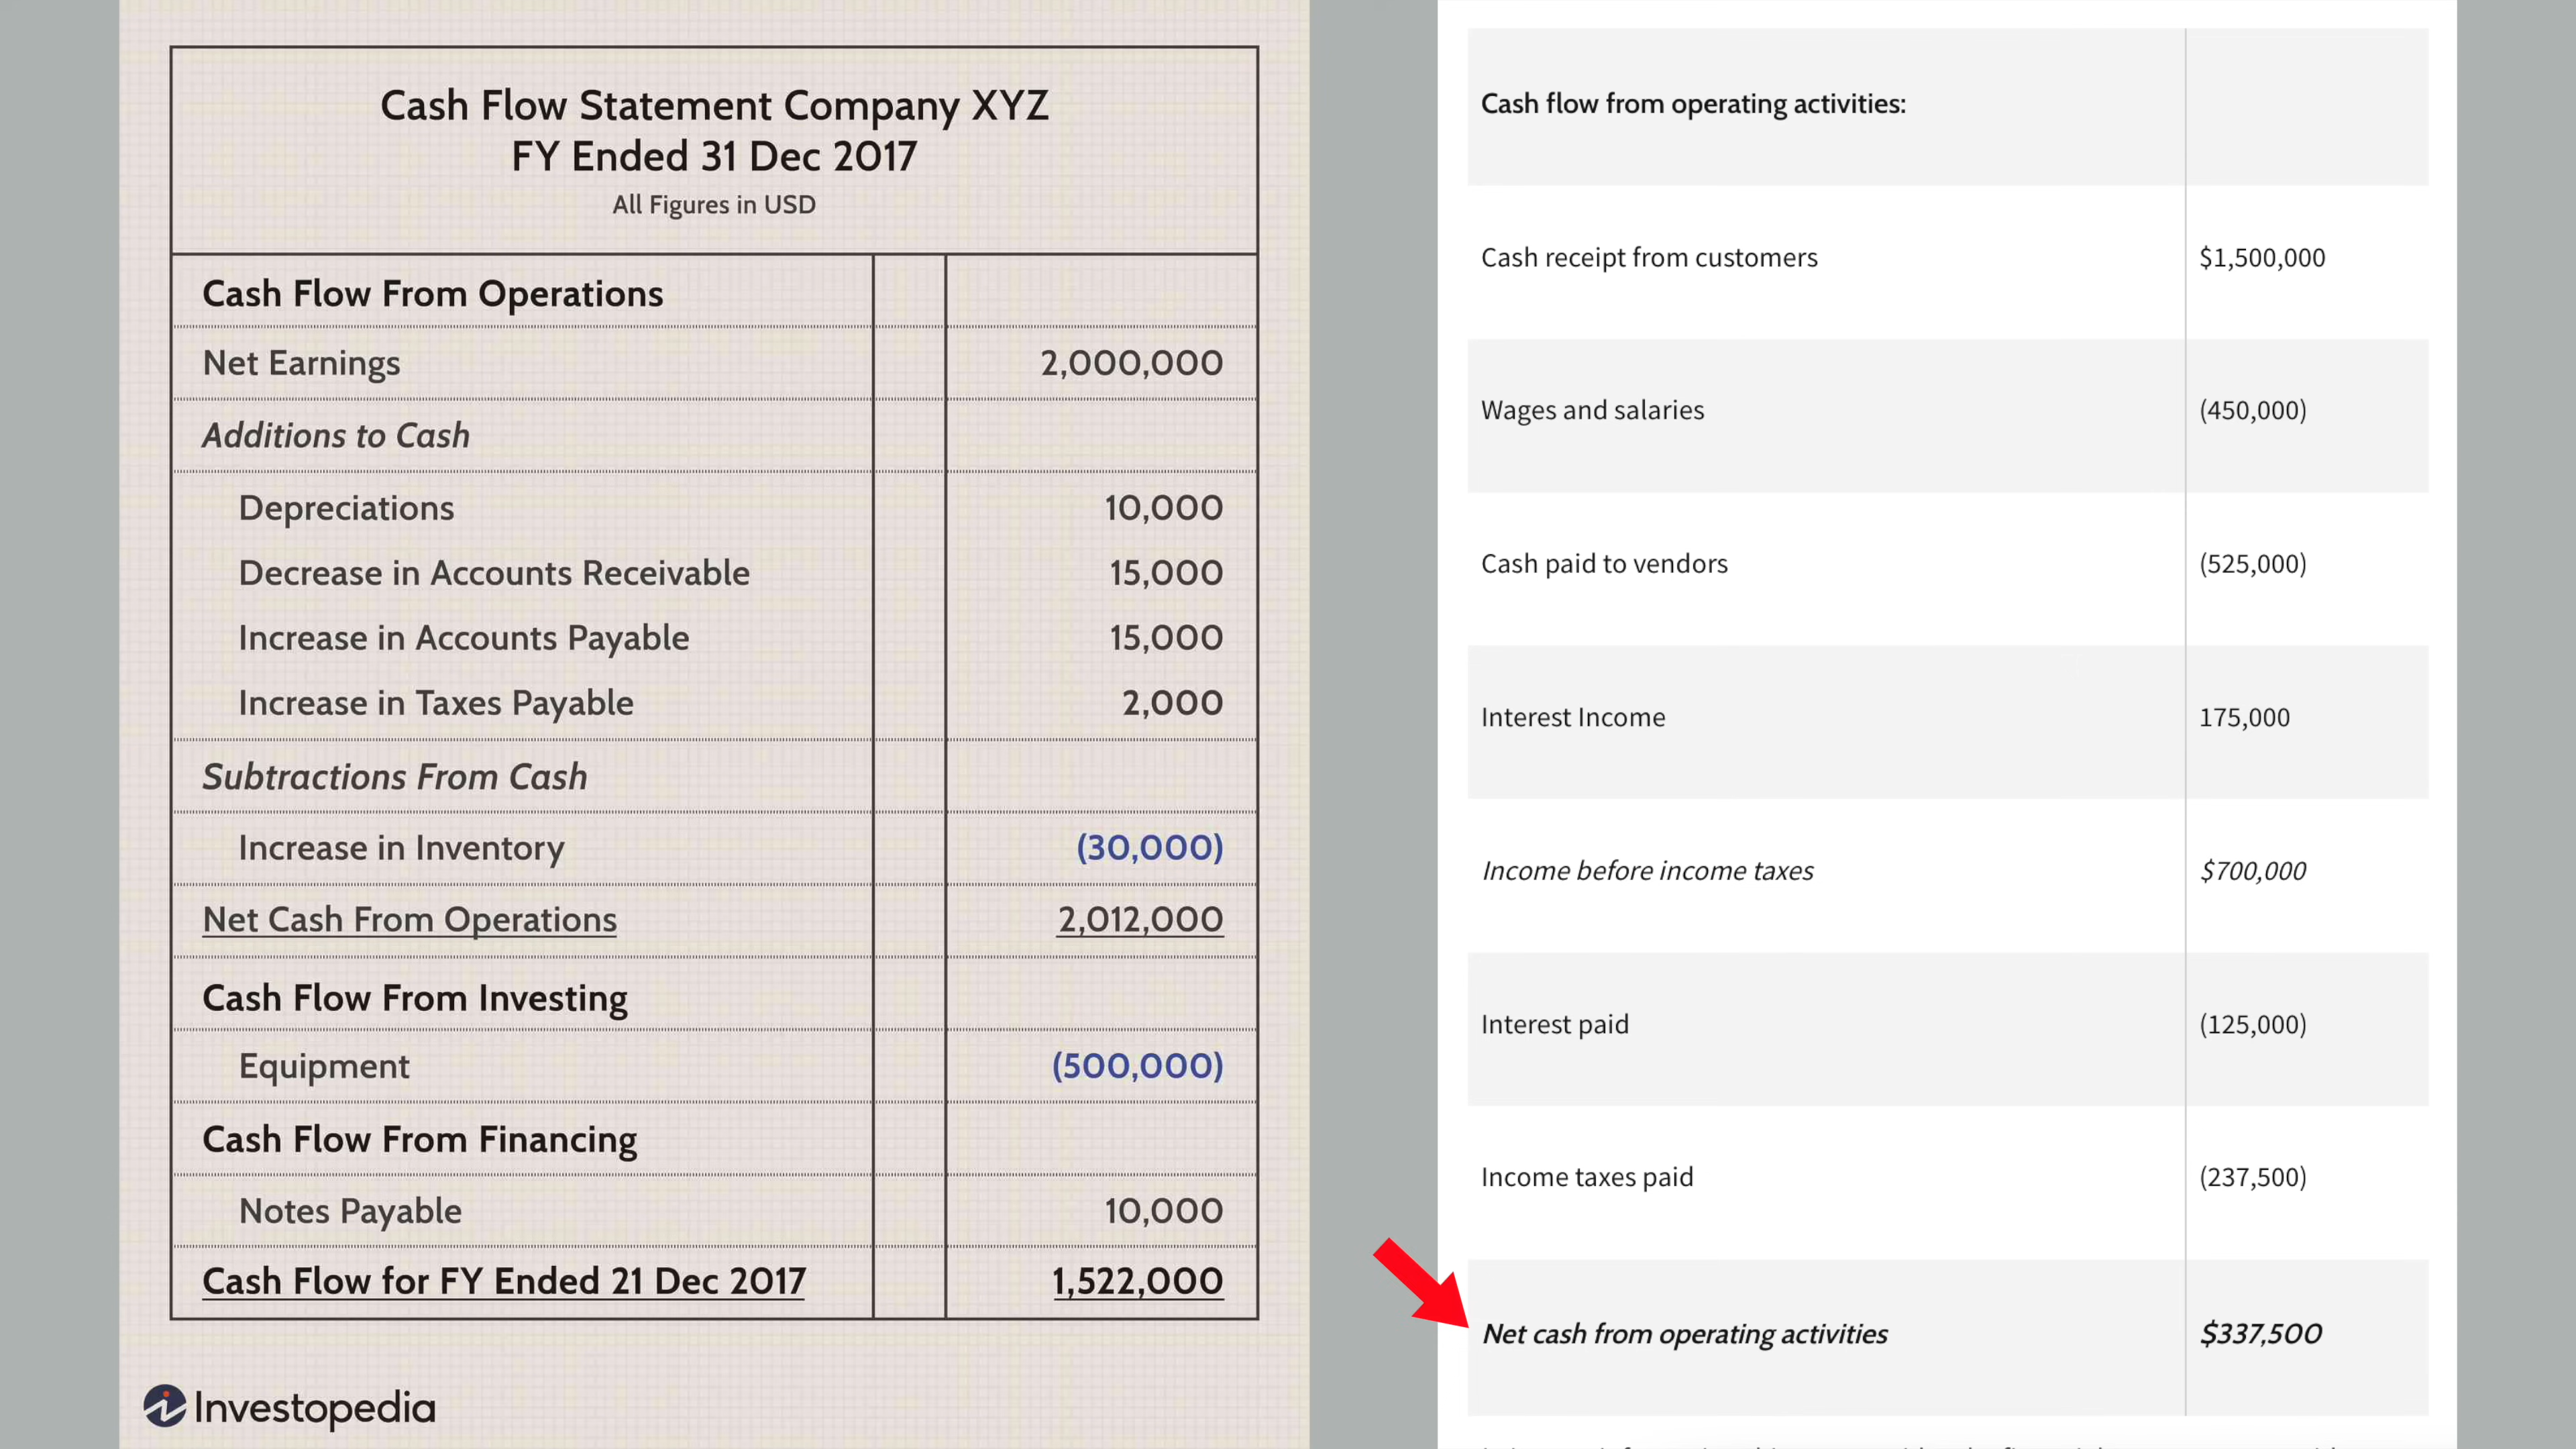 Cash Flow Statement Company XYZ
FY Ended 31 Dec 2017
All Figures in USD
Cash Flow From Operations
Net Earnings 2,000,000
Additions to Cash
Depreciations 10,000
Decrease in Accounts Receivable 15,000
Increase in Accounts Payable 15,000
Increase in Taxes Payable 2,000
Subtractions From Cash
Increase in Inventory (30,000)
Net Cash From Operations 2,012,000
Cash Flow From Investing
Equipment (500,000)
Cash Flow From Financing
Notes Payable 10,000
Cash Flow for FY Ended 21 Dec 2017 1,522,000
Investopedia
Cash flow from operating activities:
Cash receipt from customers $1,500,000
Wages and salaries (450,000)
Cash paid to vendors (525,000)
Interest Income 175,000
Income before income taxes $700,000
Interest paid (125,000)
Income taxes paid (237,500)
Net cash from operating activities $337,500